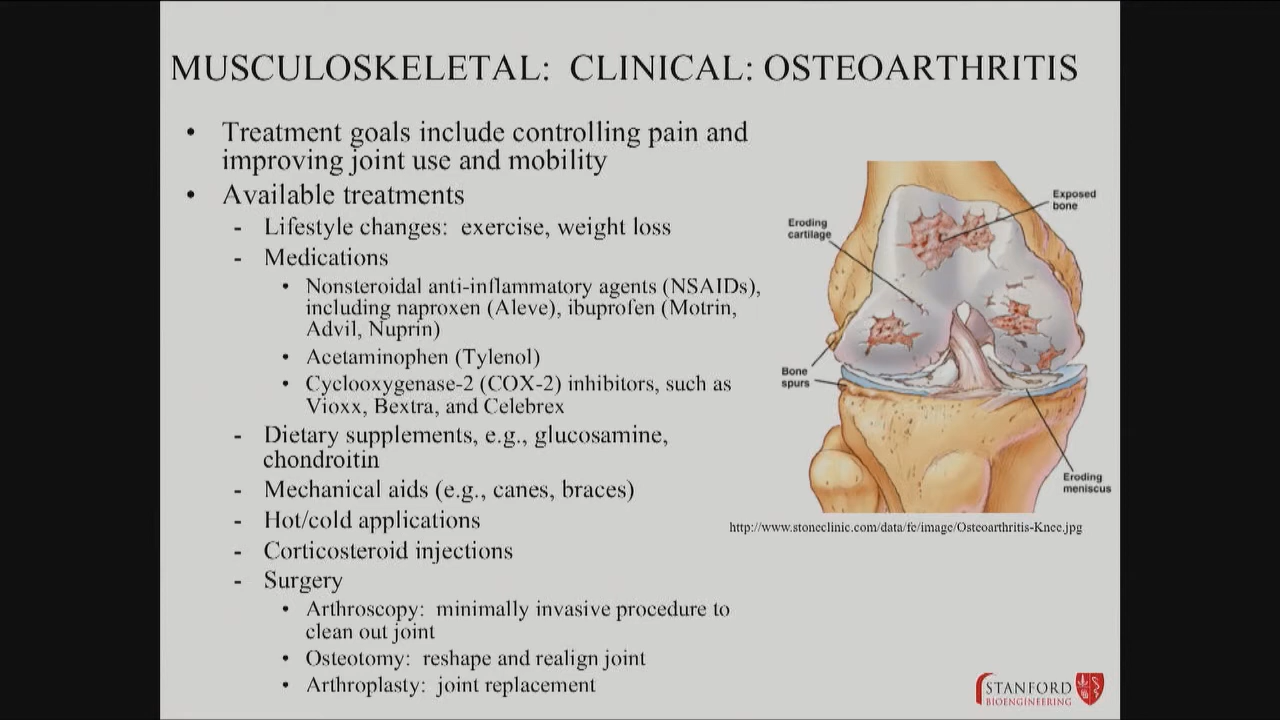 MUSCULOSKELETAL: CLINICAL: OSTEOARTHRITIS
• Treatment goals include controlling pain and
improving joint use and mobility
• Available treatments
- Lifestyle changes: exercise, weight loss
- Medications
• Nonsteroidal anti-inflammatory agents (NSAIDs),
including naproxen (Aleve), ibuprofen (Motrin,
Advil, Nuprin)
• Acetaminophen (Tylenol)
• Cyclooxygenase-2 (COX-2) inhibitors, such as
Vioxx, Bextra, and Celebrex
- Dietary supplements, e.g., glucosamine,
chondroitin
- Mechanical aids (e.g., canes, braces)
- Hot/cold applications
- Corticosteroid injections
- Surgery
• Arthroscopy: minimally invasive procedure to
clean out joint
• Osteotomy: reshape and realign joint
• Arthroplasty: joint replacement
Exposed
bone
Eroding
cartilage
Bone
spurs
Eroding
meniscus
http://www.stoneclinic.com/data/fe/image/Osteoarthritis-Knee.jpg
STANFORD
BIOENGINEERING